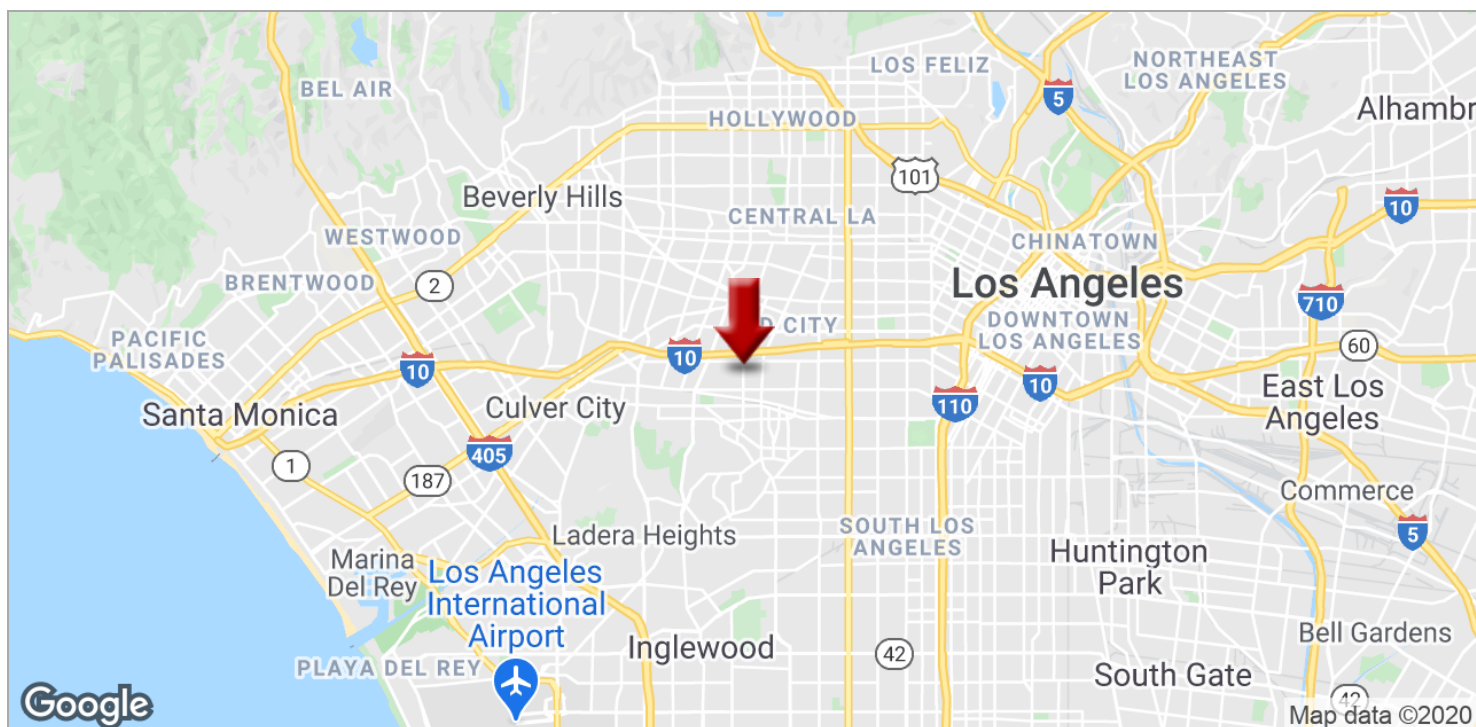 LOS FELIZ
NORTHEAST
LOS ANGELES
BEL AIR
5
Alhambr
HOLLYWOOD
101
Beverly Hills
10
CENTRAL LA
WESTWOOD
CHINATOWN
BRENTWOOD
2
Los Angeles
710
D CITY
DOWNTOWN
LOS ANGELES
PACIFIC
PALISADES
10
60
10
10
East Los
Angeles
Santa Monica
Culver City
110
405
1
187
Commerce
SOUTH LOS
ANGELES
5
Ladera Heights
Huntington
Park
Marina
Del Rey
Los Angeles
International
Airport
Inglewood
42
Bell Gardens
PLAYA DEL REY
South Gate
42
Google
Map data ©2020